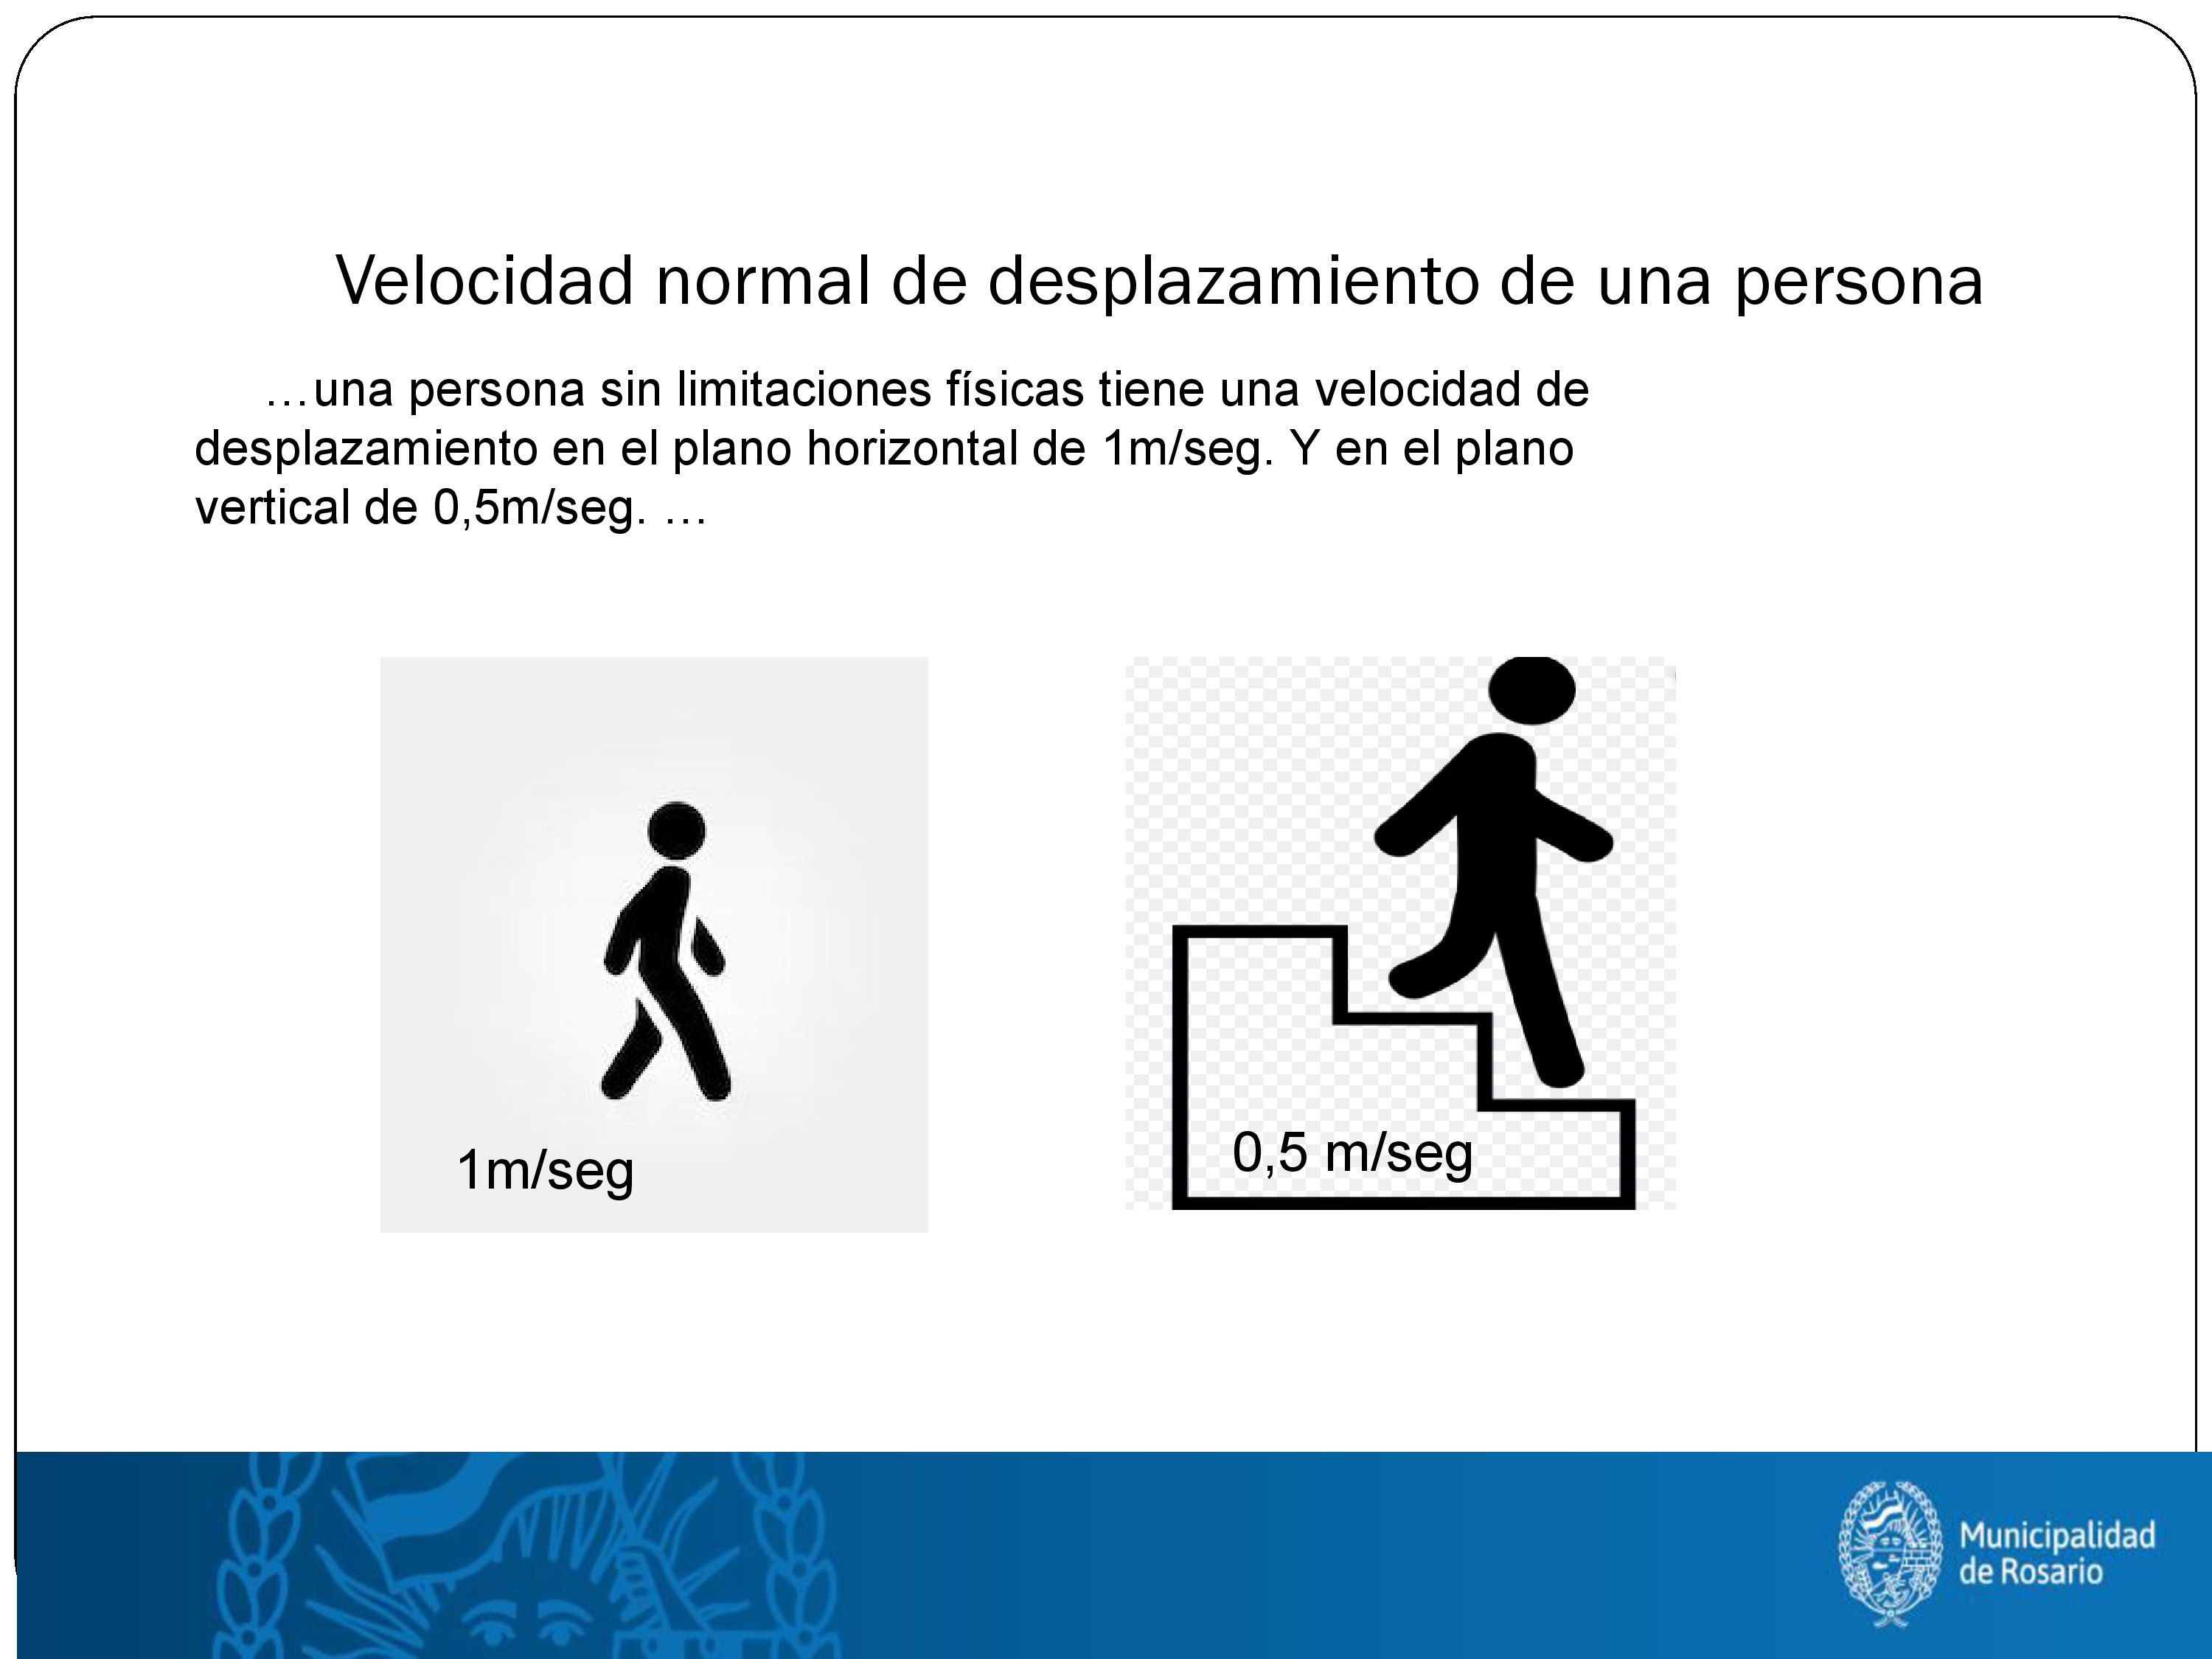 Velocidad normal de desplazamiento de una persona
…una persona sin limitaciones físicas tiene una velocidad de
desplazamiento en el plano horizontal de 1m/seg. Y en el plano
vertical de 0,5m/seg. …
1m/seg
0,5 m/seg
Municipalidad
de Rosario